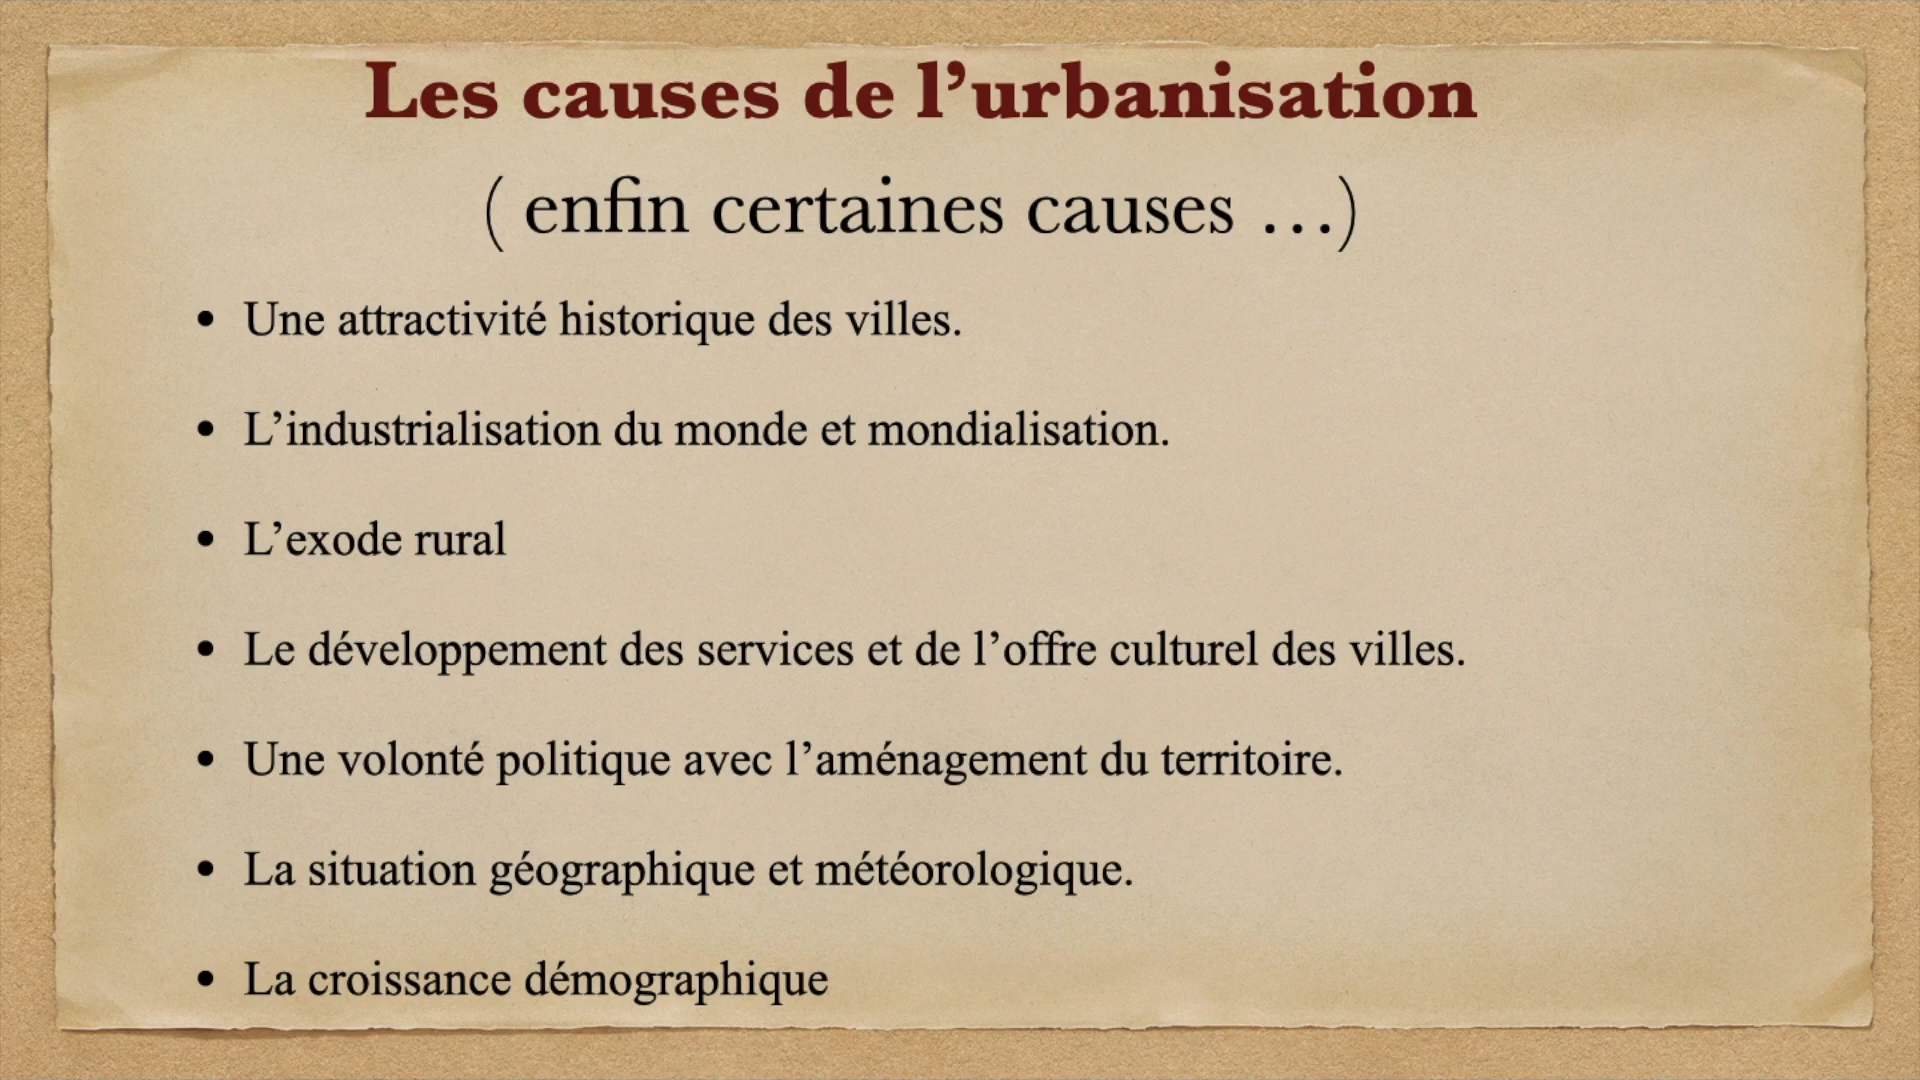 Les causes de l’urbanisation
( enfin certaines causes …)
• Une attractivité historique des villes.
• L’industrialisation du monde et mondialisation.
• L’exode rural
• Le développement des services et de l’offre culturel des villes.
• Une volonté politique avec l’aménagement du territoire.
• La situation géographique et météorologique.
• La croissance démographique